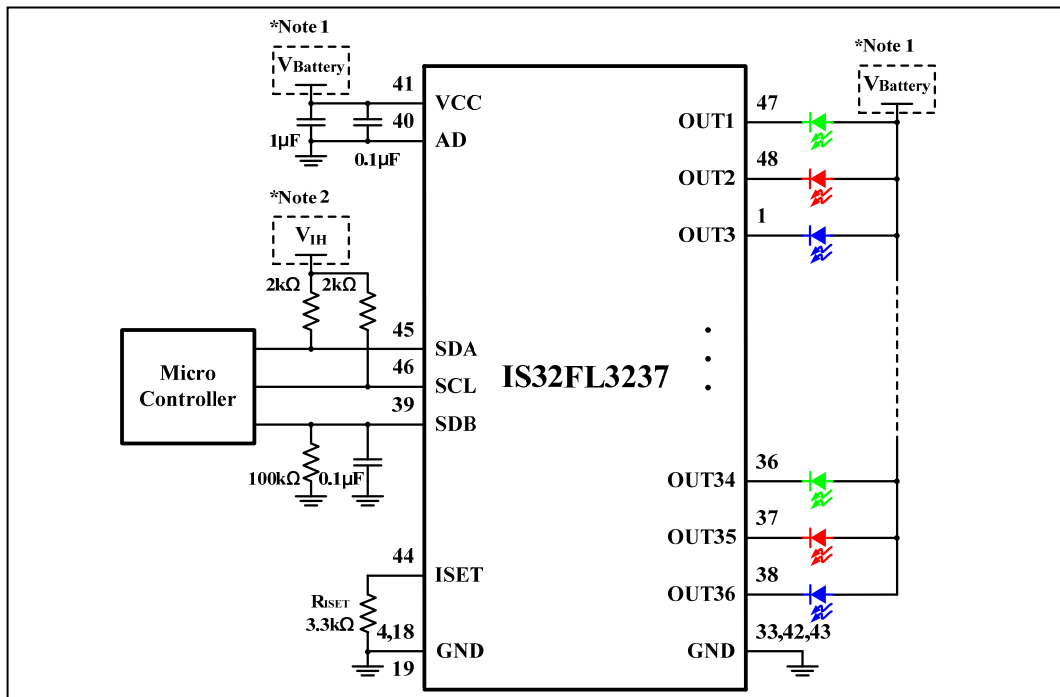 *Note 1
VBattery
41
VCC
40
AD
1μF
0.1μF
*Note 2
VIH
2kΩ 2kΩ
45
SDA
46
SCL
39
SDB
Micro
Controller
100kΩ 0.1μF
44
ISET
RISET
3.3kΩ
4,18
GND
19
IS32FL3237
*Note 1
VBattery
47
OUT1
48
OUT2
1
OUT3
36
OUT34
37
OUT35
38
OUT36
33,42,43
GND